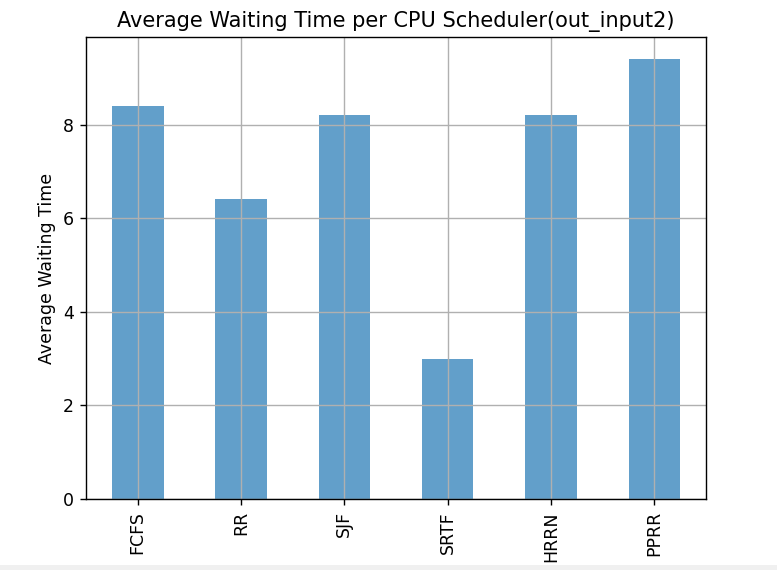 Average Waiting Time per CPU Scheduler(out_input2)
Average Waiting Time
8
6
4
2
0
FCFS
RR
SJF
SRTF
HRRN
PPRR